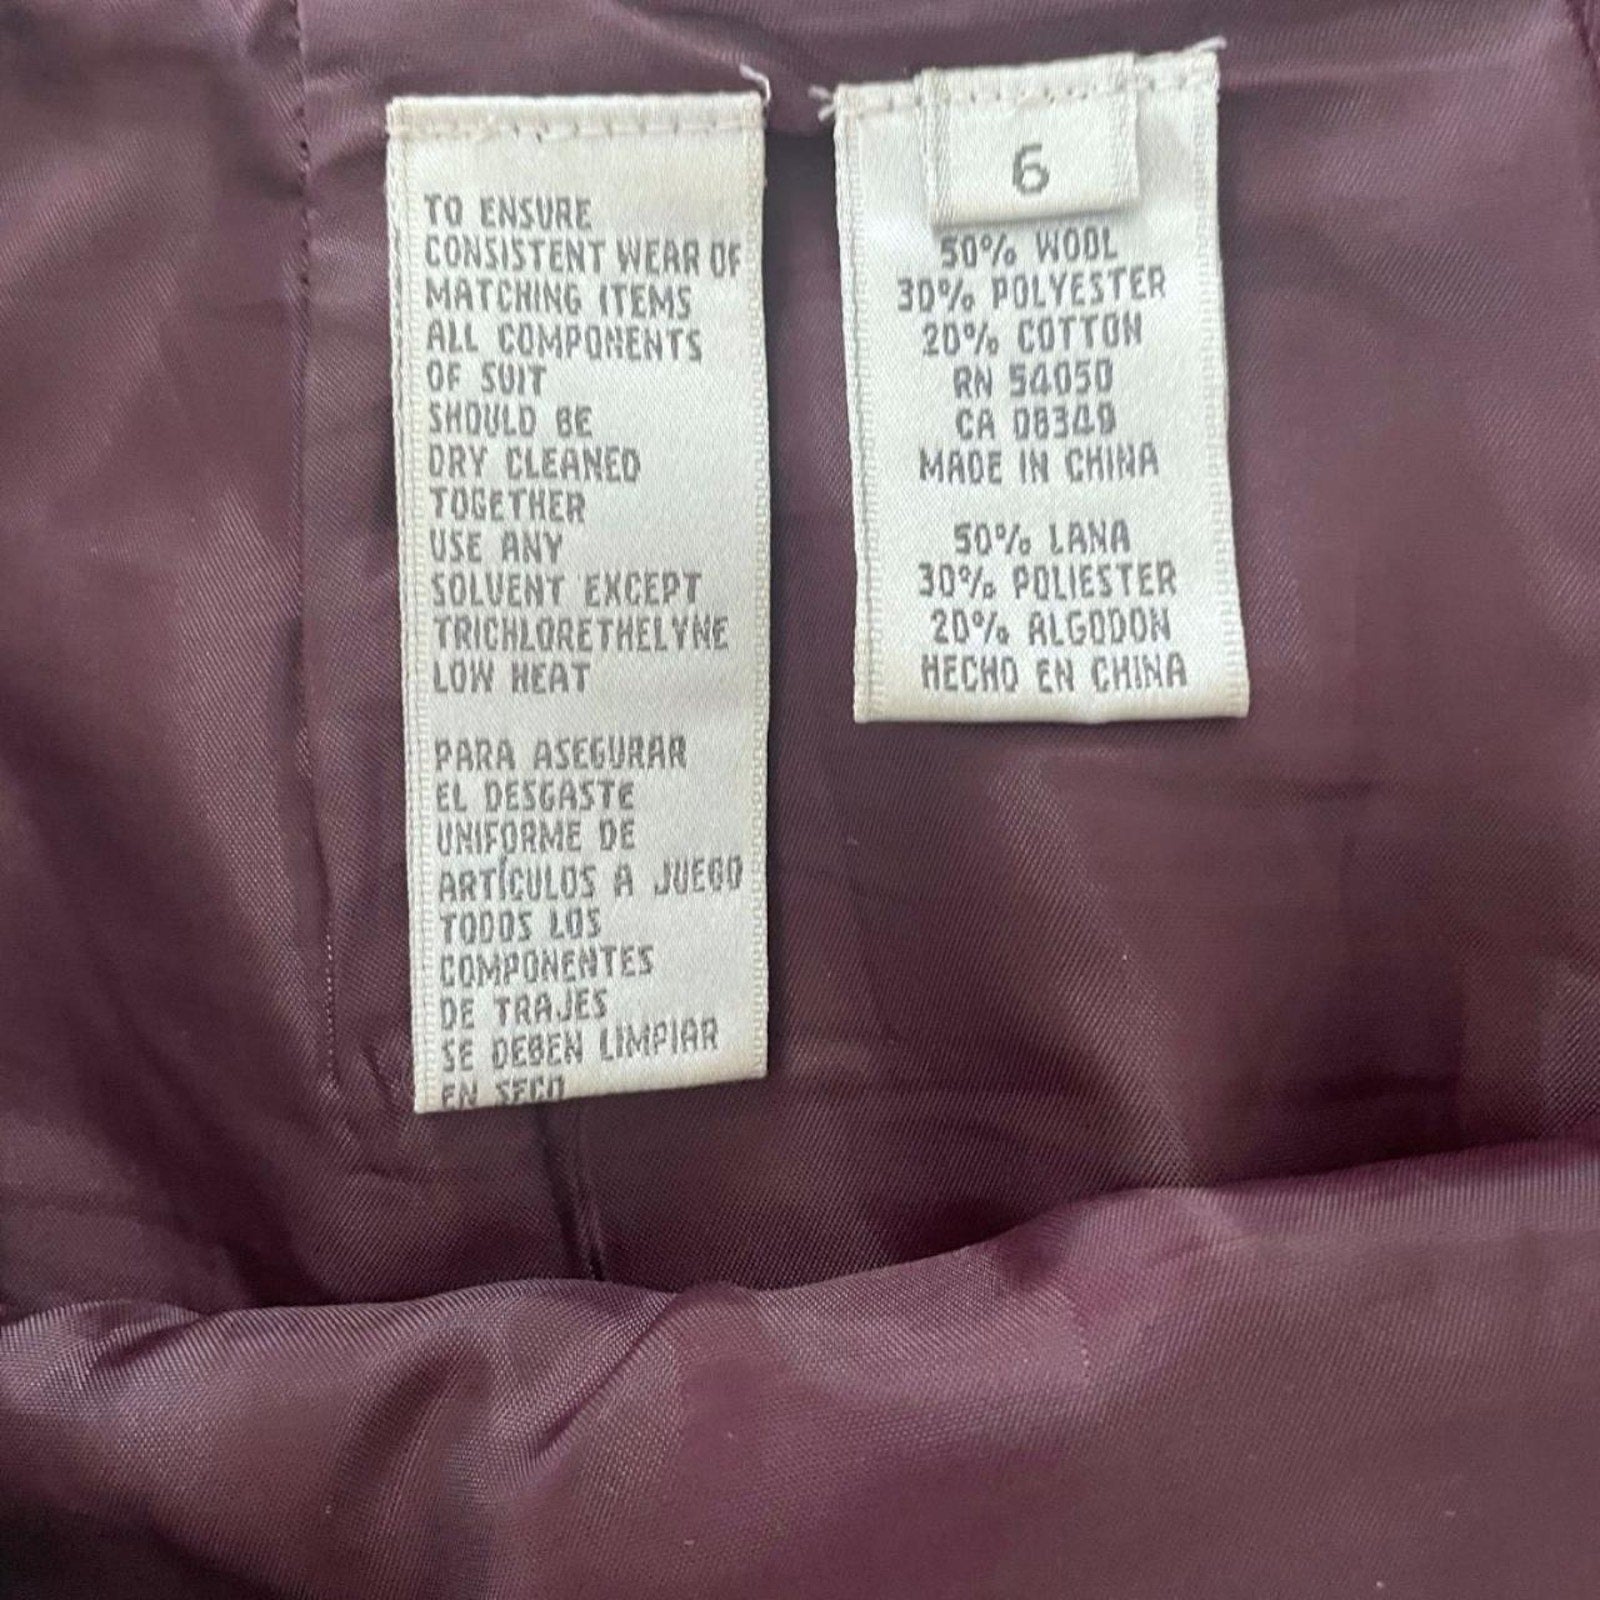 TO ENSURE
CONSISTENT WEAR OF
MATCHING ITEMS
ALL COMPONENTS
OF SUIT
SHOULD BE
DRY CLEANED
TOGETHER
USE ANY
SOLVENT EXCEPT
TRICHLORETHELYNE
LOW HEAT
PARA ASEGURAR
EL DESGASTE
UNIFORME DE
ARTÍCULOS A JUEGO
TODOS LOS
COMPONENTES
DE TRAJES
SE DEBEN LIMPIAR
EN SECO
6
50% WOOL
30% POLYESTER
20% COTTON
RN 54050
CA 08349
MADE IN CHINA
50% LANA
30% POLIESTER
20% ALGODON
HECHO EN CHINA